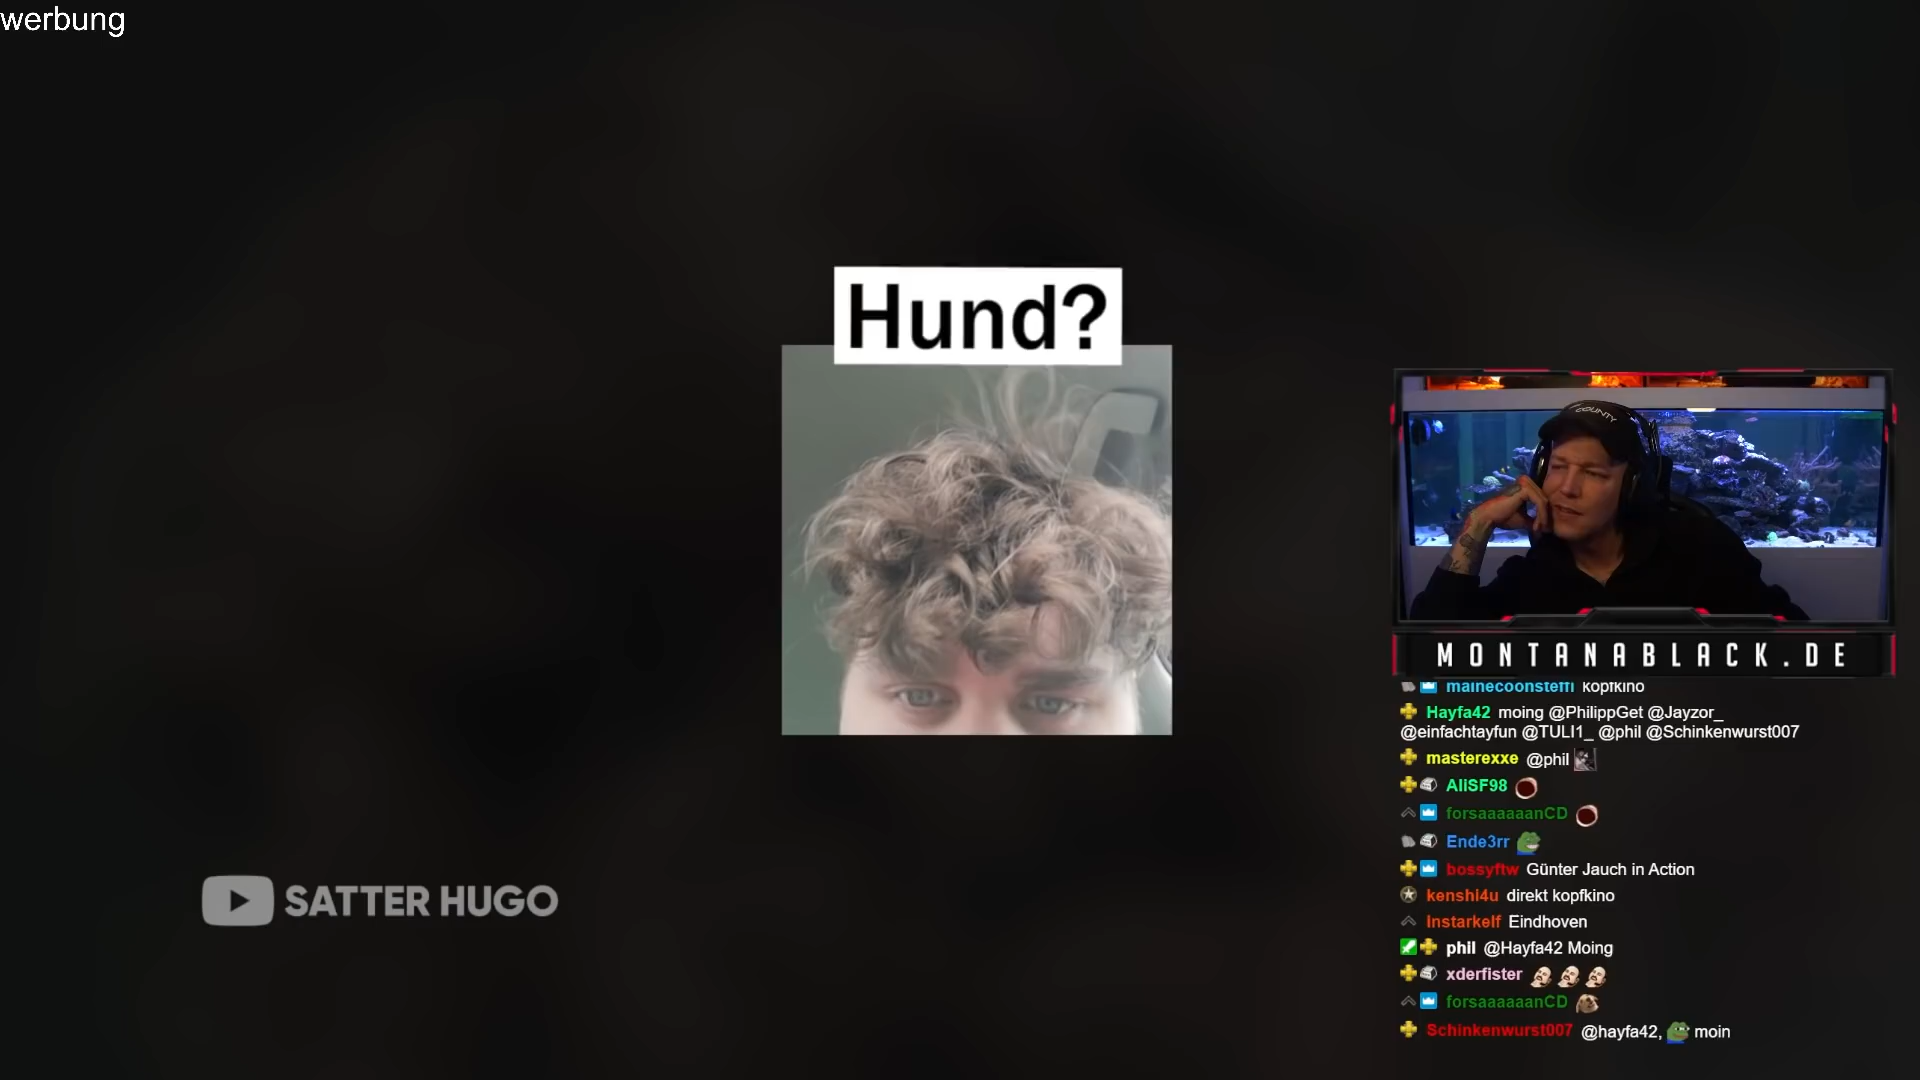 werbung
Hund?
COUNTY
SATTER HUGO
MONTANABLACK.DE
mainecoonsteffi kopfkino
Hayfa42 moing @PhilippGet @Jayzor_
@einfachtayfun @TULI1_ @phil @Schinkenwurst007
masterexxe @phil
AliSF98
forsaaaaaanCD
Ende3rr
bossyftw Günter Jauch in Action
kenshi4u direkt kopfkino
Instarkelf Eindhoven
phil @Hayfa42 Moing
xderfister
forsaaaaaanCD
Schinkenwurst007 @hayfa42, moin